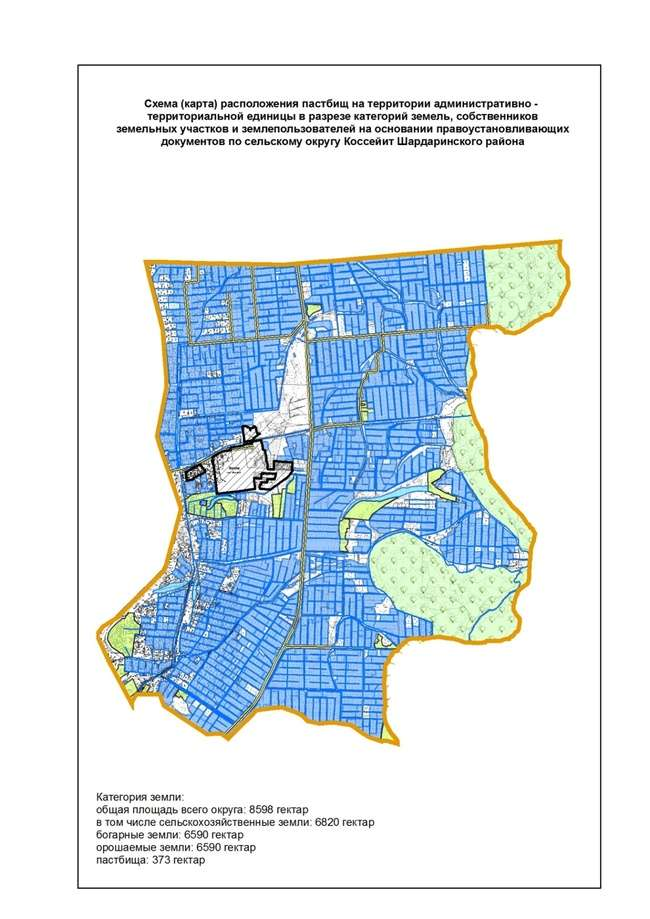 Схема (карта) расположения пастбищ на территории административно -
территориальной единицы в разрезе категорий земель, собственников
земельных участков и землепользователей на основании правоустановливающих
документов по сельскому округу Коссейит Шардаринского района
Категория земли:
общая площадь всего округа: 8598 гектар
в том числе сельскохозяйственные земли: 6820 гектар
богарные земли: 6590 гектар
орошаемые земли: 6590 гектар
пастбища: 373 гектар